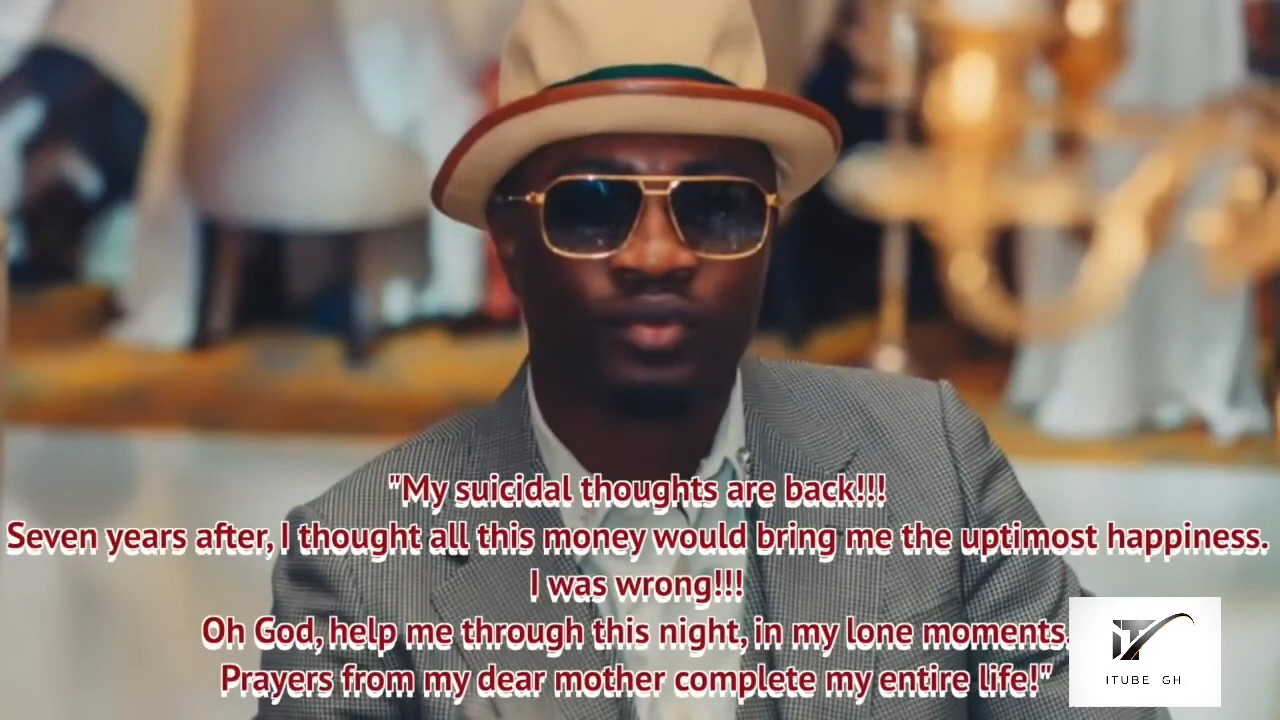 "My suicidal thoughts are back!!!
Seven years after, I thought all this money would bring me the uptimost happiness.
I was wrong!!!
Oh God, help me through this night, in my lone moments.
Prayers from my dear mother complete my entire life!"
IT
ITUBE GH